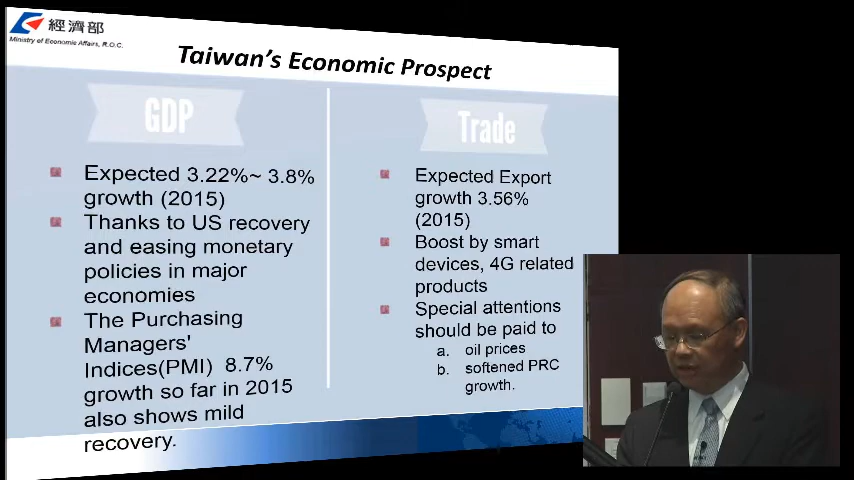 經濟部
Ministry of Economic Affairs, R.O.C.
Taiwan's Economic Prospect
GDP
Expected 3.22%~ 3.8%
growth (2015)
Thanks to US recovery
and easing monetary
policies in major
economies
The Purchasing
Managers'
Indices(PMI) 8.7%
growth so far in 2015
also shows mild
recovery.
Trade
Expected Export
growth 3.56%
(2015)
Boost by smart
devices, 4G related
products
Special attentions
should be paid to
a. oil prices
b. softened PRC
growth.